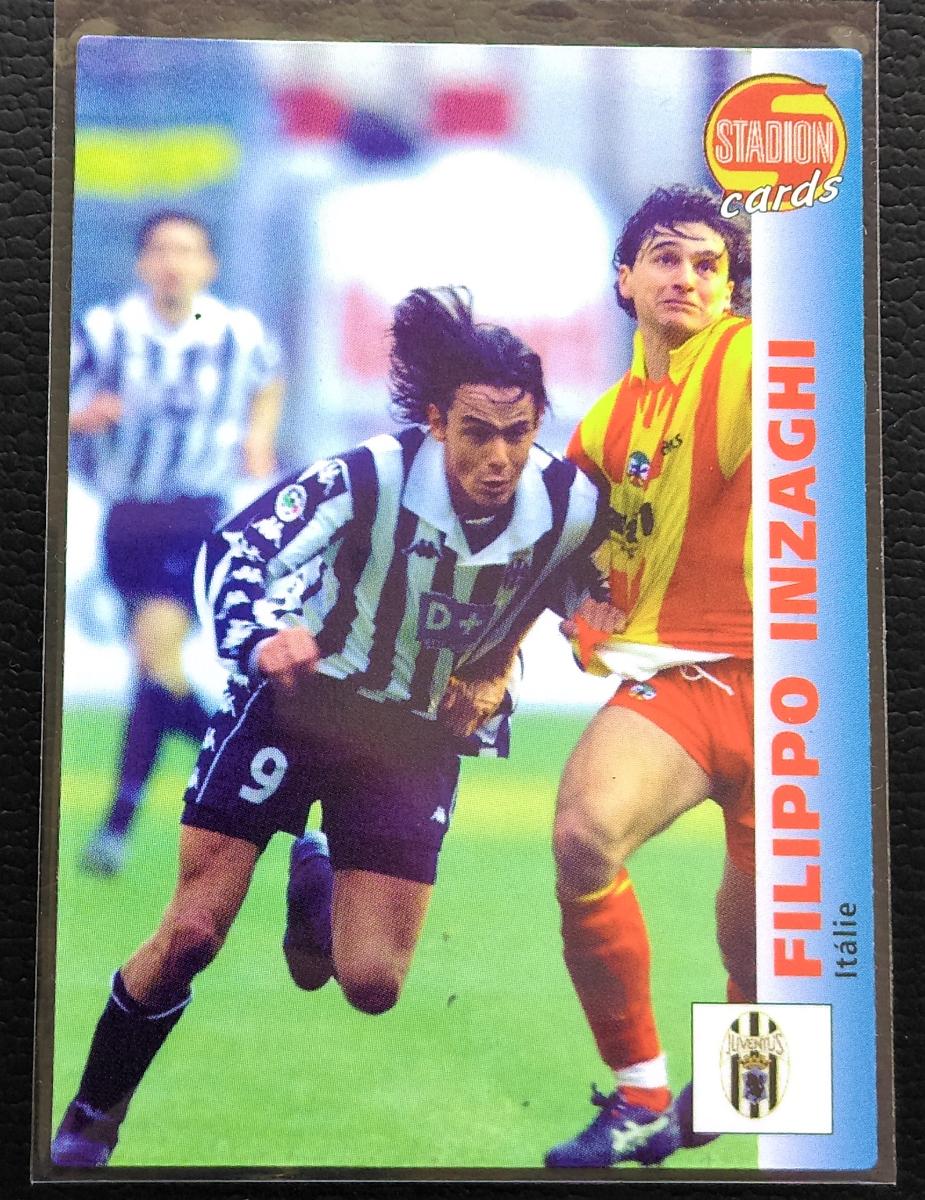 STADION
cards
FILIPPO INZAGHI
Itálie
JUVENTUS
D+
9